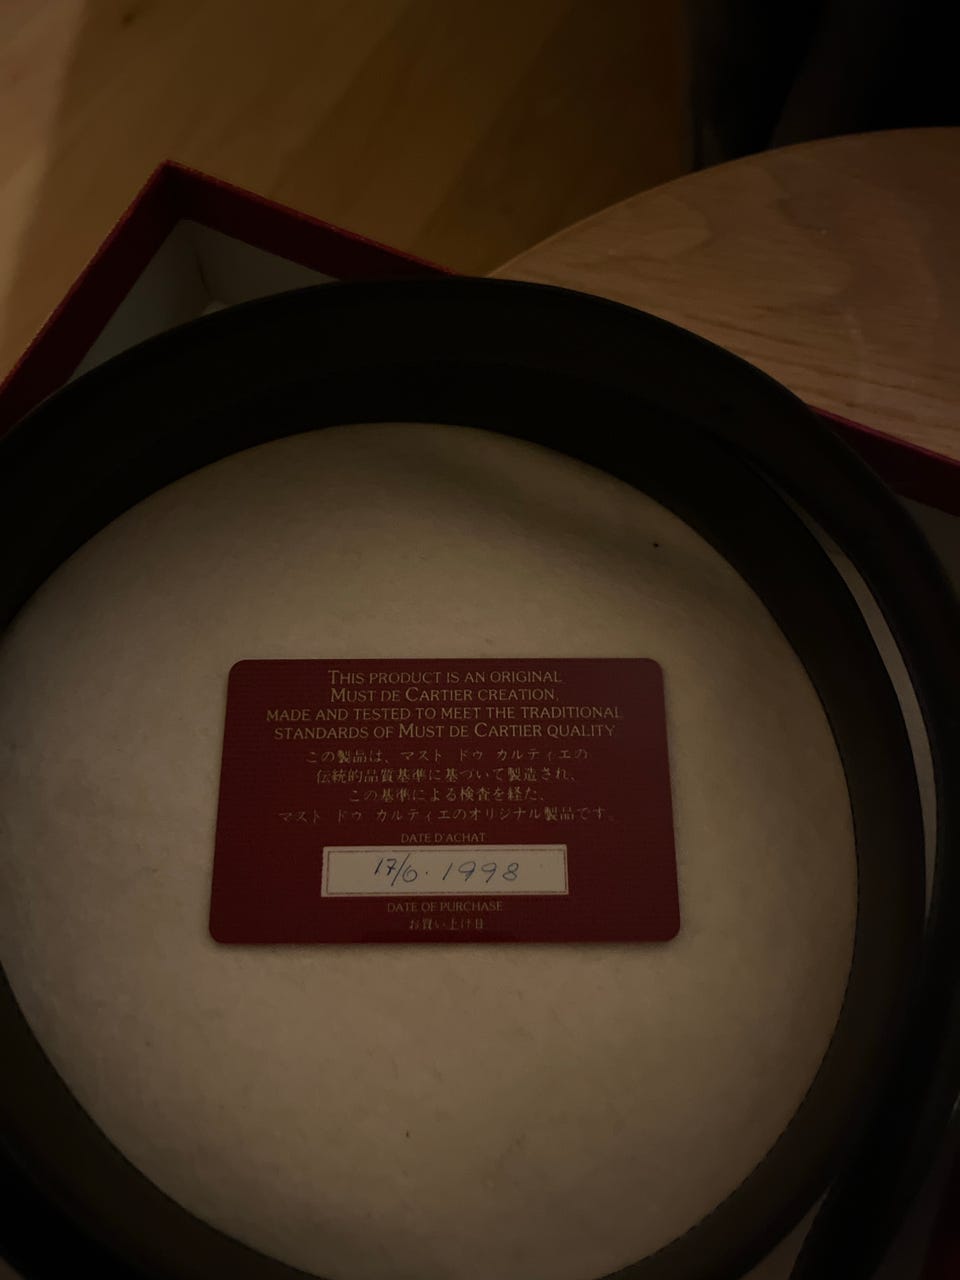 THIS PRODUCT IS AN ORIGINAL
MUST DE CARTIER CREATION,
MADE AND TESTED TO MEET THE TRADITIONAL
STANDARDS OF MUST DE CARTIER QUALITY
この製品は、マスト ドゥ カルティエの
伝統的品質基準に基づいて製造され、
この基準による検査を経た、
マスト ドゥ カルティエのオリジナル製品です。
DATE D'ACHAT
17/6. 1998
DATE OF PURCHASE
お買い上げ日